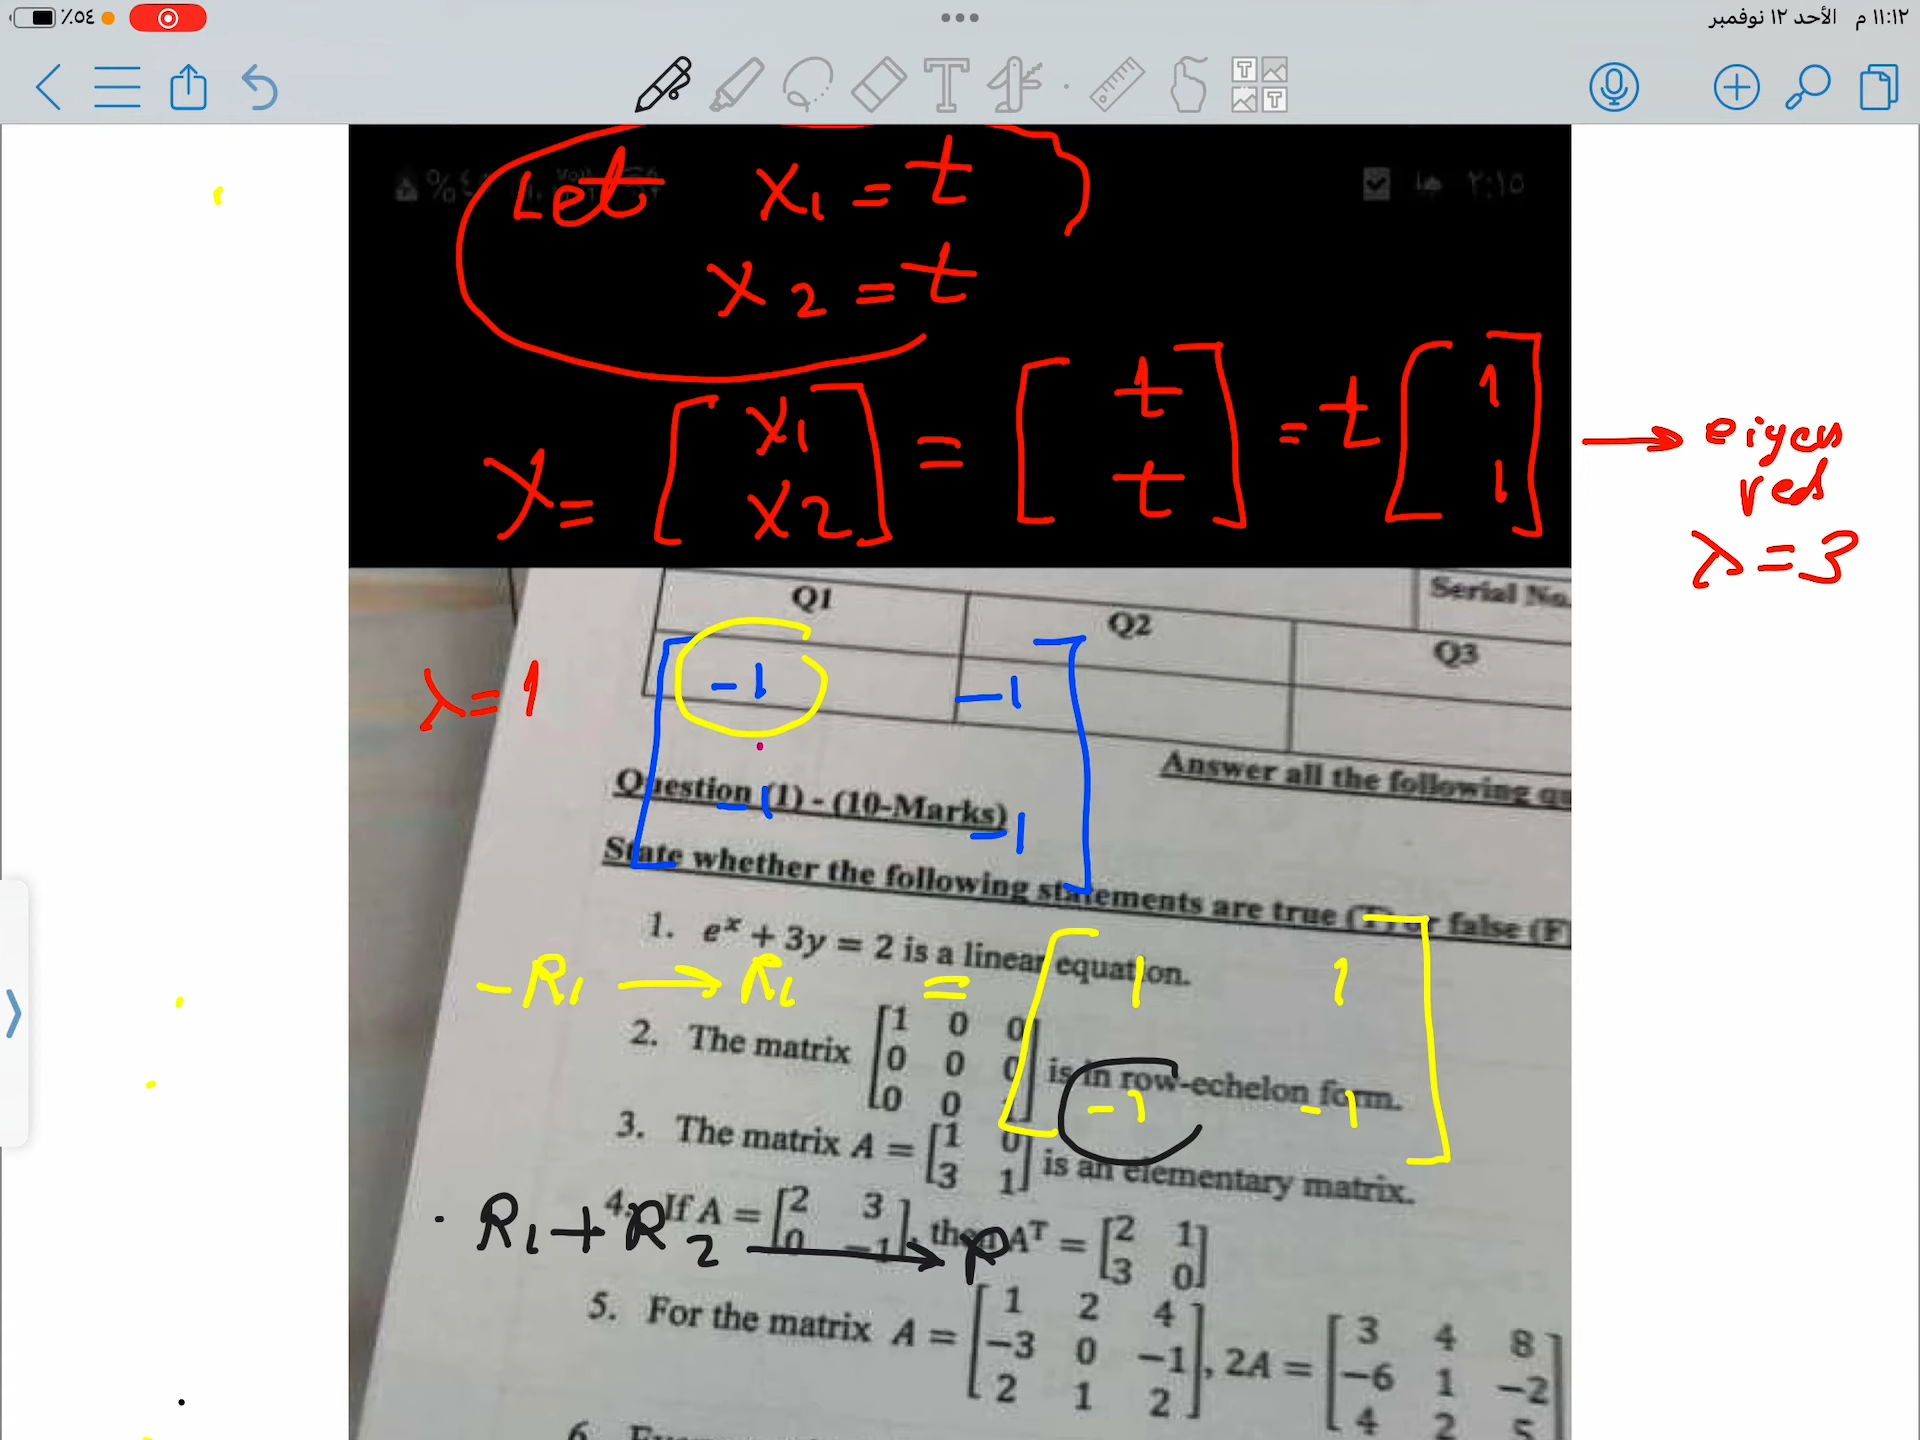 ٪٥٤
١١:١٢ م الأحد ١٢ نوفمبر
Let x₁ = t
x₂ = t
٢:١٥
x = [x₁ x₂] = [t t] = t [1 1] → eigen
λ = 3
Serial No.
Q1 Q2 Q3
λ = 1
-1 -1
-1 -1
Answer all the following
Question (1) - (10-Marks)
State whether the following statements are true (T) or false (F)
1. eˣ + 3y = 2 is a linear equation.
-R₁ → R₁ = 1 1
-1 -1
2. The matrix [1 0 0
0 0 0
0 0 1] is in row-echelon form.
3. The matrix A = [1 0
3 1] is an elementary matrix.
4. If A = [2 3
0 -1], then Aᵀ = [2 1
3 0]
R₁ + R₂ →
5. For the matrix A = [1 2 4
-3 0 -1
2 1 2], 2A = [3 4 8
-6 1 -2
4 2 5
6.